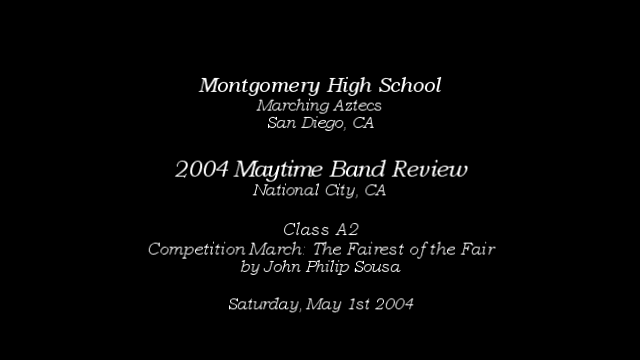 Montgomery High School
Marching Aztecs
San Diego, CA
2004 Maytime Band Review
National City, CA
Class A2
Competition March: The Fairest of the Fair
by John Philip Sousa
Saturday, May 1st 2004